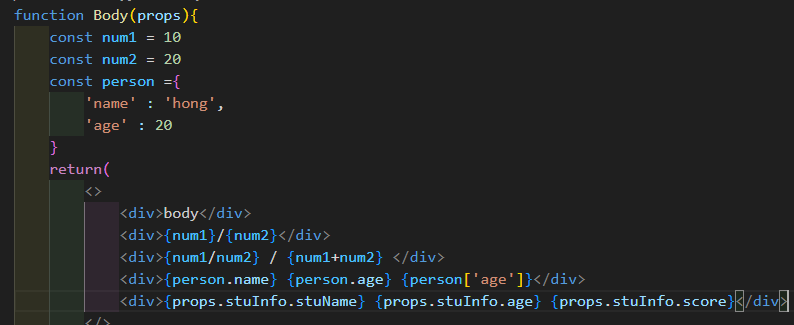 function Body(props){
    const num1 = 10
    const num2 = 20
    const person ={
        'name' : 'hong',
        'age' : 20
    }
    return(
        <>
            <div>body</div>
            <div>{num1}/{num2}</div>
            <div>{num1/num2} / {num1+num2} </div>
            <div>{person.name} {person.age} {person['age']}</div>
            <div>{props.stuInfo.stuName} {props.stuInfo.age} {props.stuInfo.score}</div>
        </>